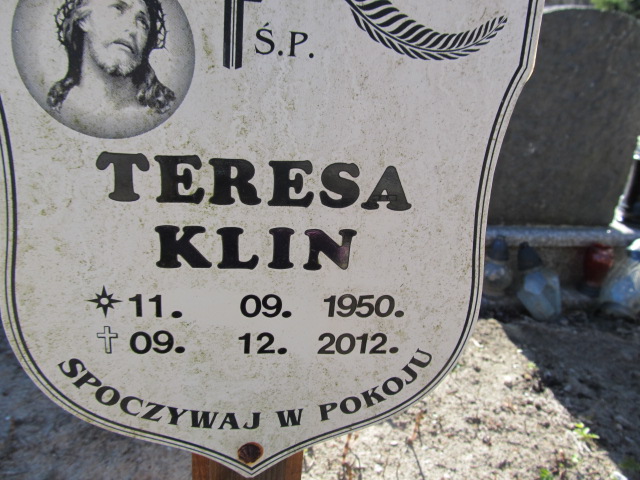 Ś.P.
TERESA
KLIN
11. 09. 1950.
09. 12. 2012.
SPOCZYWAJ W POKOJU